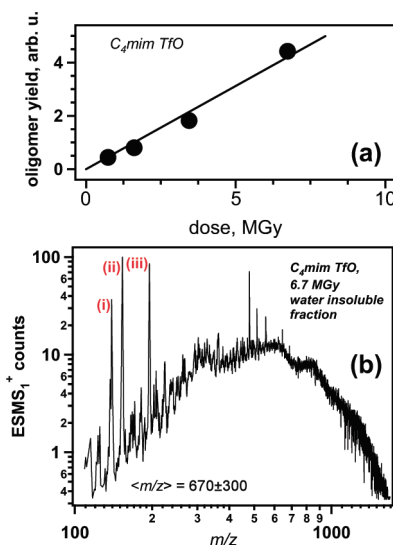 (a)
C4mim TfO
oligomer yield, arb. u.
4
2
0
0
5
10
dose, MGy
(b)
C4mim TfO,
6.7 MGy
water insoluble
fraction
(i)
(ii)
(iii)
ESMS1+ counts
100
6
4
2
10
6
4
2
1
6
4
<m/z> = 670±300
100
2
3
4
5
6
7
8
9
1000
m/z